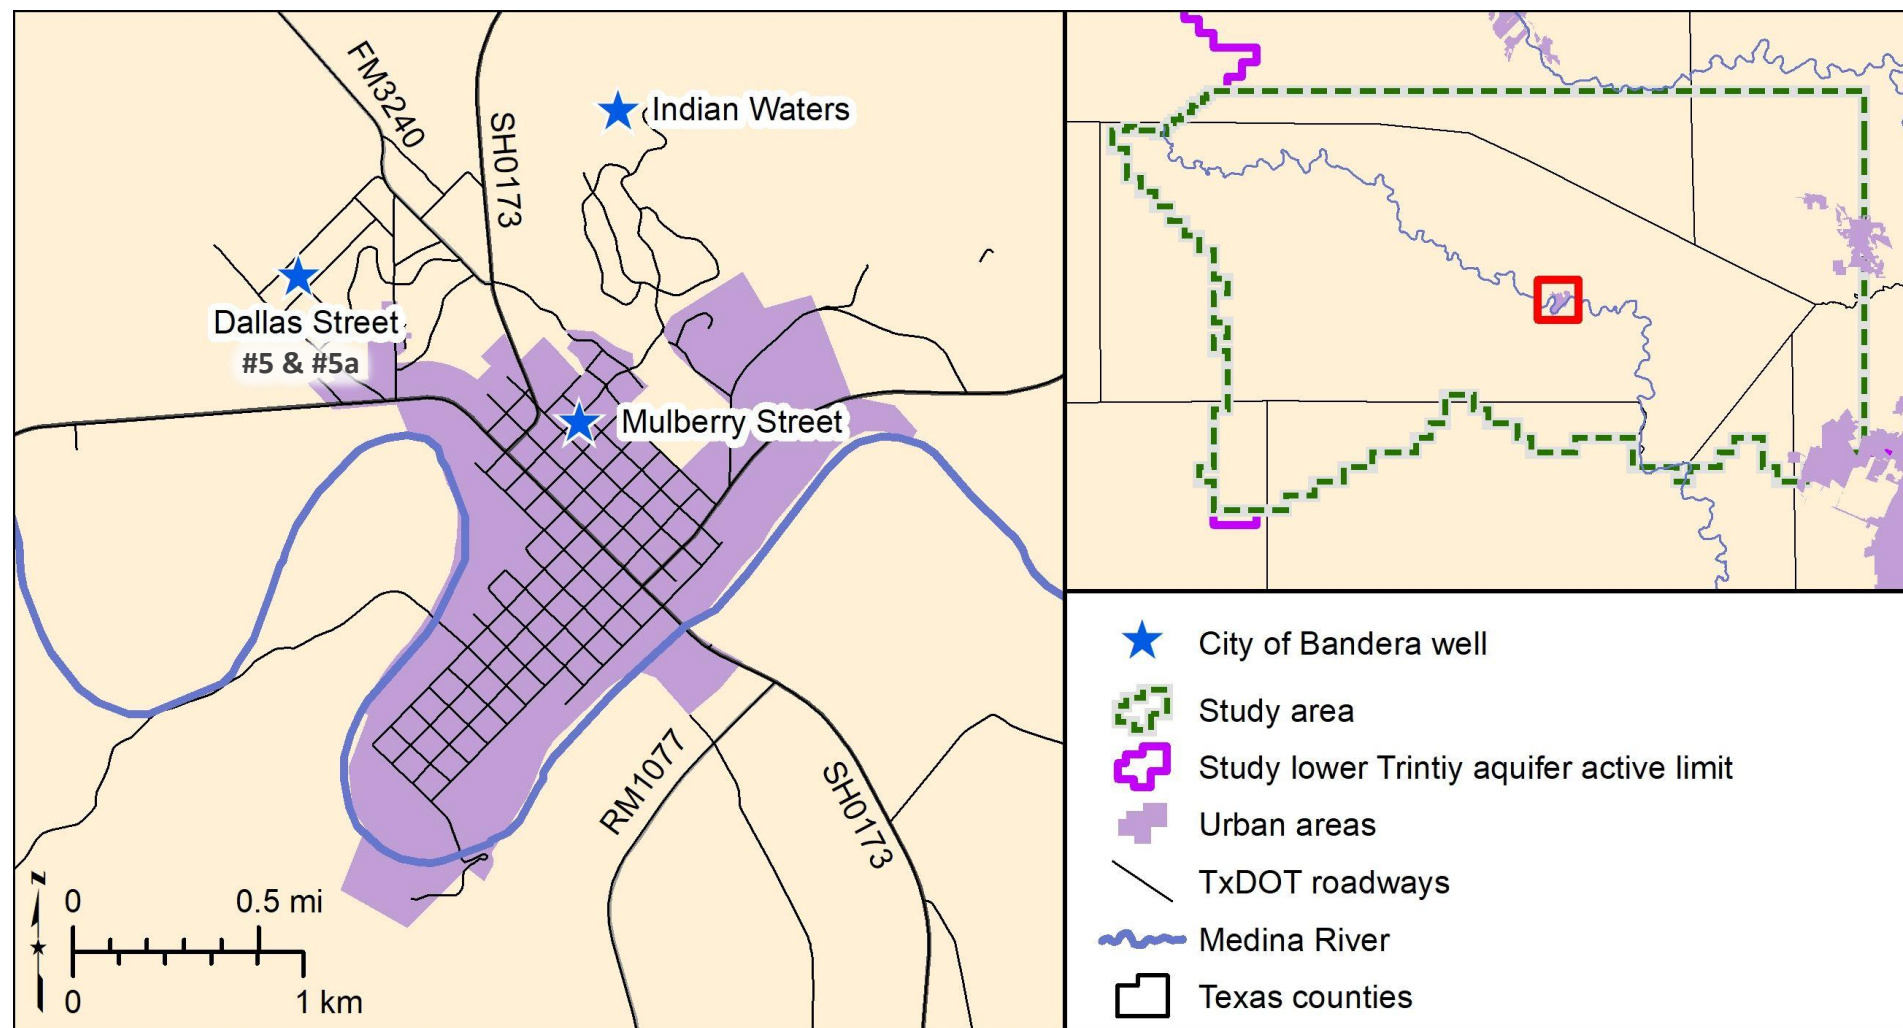 FM3240
SH0173
Indian Waters
Dallas Street
#5 & #5a
Mulberry Street
RM1077
SH0173
z
0 0.5 mi
0 1 km
City of Bandera well
Study area
Study lower Trintiy aquifer active limit
Urban areas
TxDOT roadways
Medina River
Texas counties